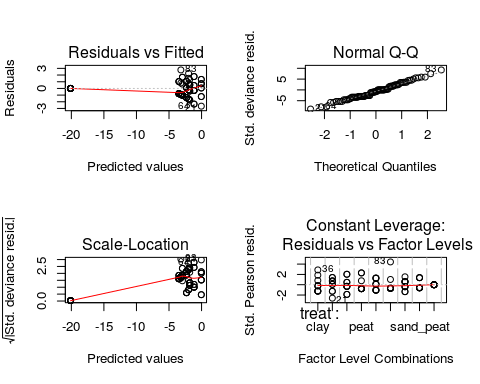 Residuals vs Fitted
Residuals
3
0
-3
83
-20 -15 -10 -5 0
Predicted values
Normal Q-Q
Std. deviance resid.
5
-5
83
-2 -1 0 1 2
Theoretical Quantiles
Scale-Location
√|Std. deviance resid.|
2.5
0.0
-20 -15 -10 -5 0
Predicted values
Constant Leverage:
Residuals vs Factor Levels
Std. Pearson resid.
2
-2
36
83
treat :
clay peat sand_peat
Factor Level Combinations